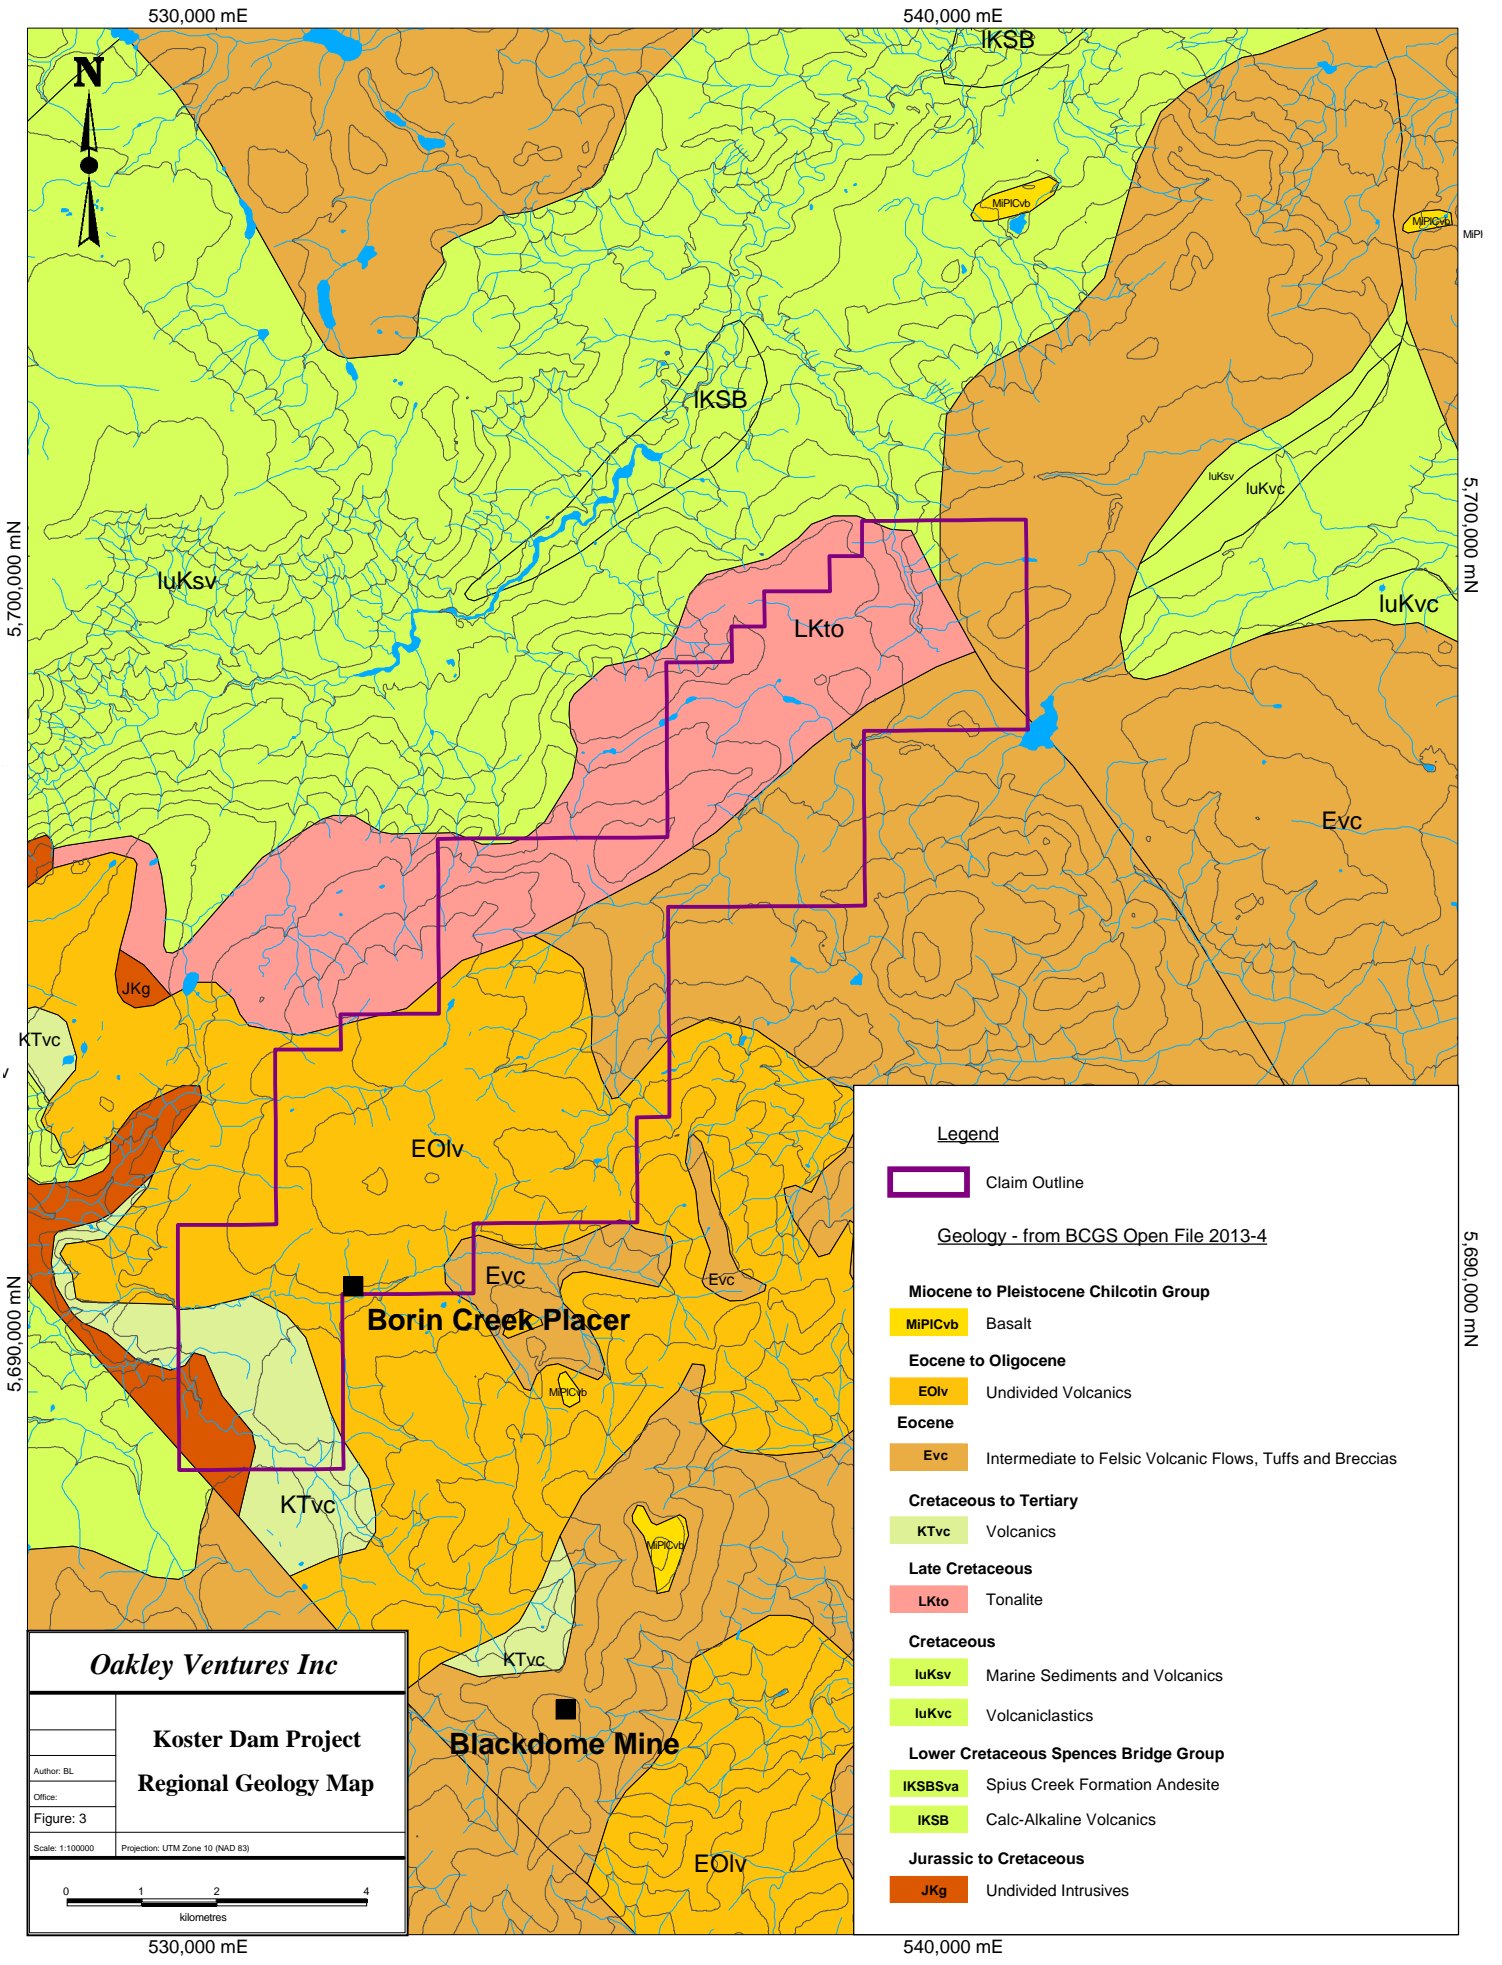 530,000 mE
540,000 mE
N
lKSB
MiPlCvb
MiPlCvb
MiPl
lKSB
luKsv
luKvc
5,700,000 mN
5,700,000 mN
luKsv
luKvc
LKto
Evc
JKg
KTvc
v
EOlv
Evc
Evc
Borin Creek Placer
5,690,000 mN
5,690,000 mN
MiPlCvb
KTvc
MiPlCvb
KTvc
Blackdome Mine
EOlv
Legend
Claim Outline
Geology - from BCGS Open File 2013-4
Miocene to Pleistocene Chilcotin Group
MiPlCvb Basalt
Eocene to Oligocene
EOlv Undivided Volcanics
Eocene
Evc Intermediate to Felsic Volcanic Flows, Tuffs and Breccias
Cretaceous to Tertiary
KTvc Volcanics
Late Cretaceous
LKto Tonalite
Cretaceous
luKsv Marine Sediments and Volcanics
luKvc Volcaniclastics
Lower Cretaceous Spences Bridge Group
lKSBSva Spius Creek Formation Andesite
lKSB Calc-Alkaline Volcanics
Jurassic to Cretaceous
JKg Undivided Intrusives
Oakley Ventures Inc
Koster Dam Project
Regional Geology Map
Author: BL
Office:
Figure: 3
Scale: 1:100000 Projection: UTM Zone 10 (NAD 83)
0 1 2 4
kilometres
530,000 mE
540,000 mE